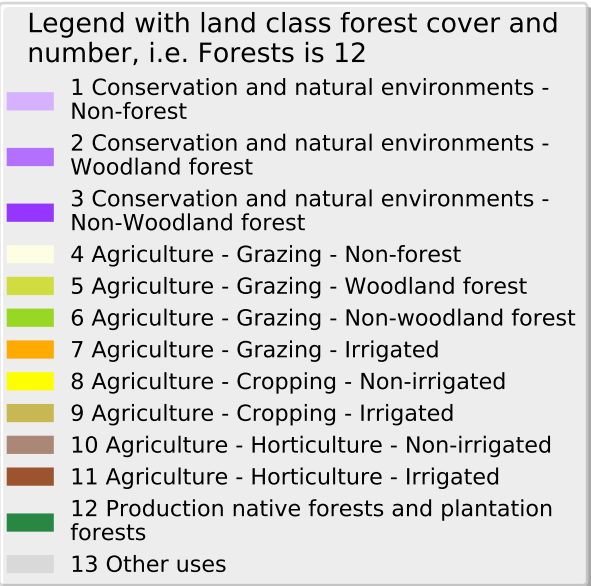 Legend with land class forest cover and
number, i.e. Forests is 12
1 Conservation and natural environments -
Non-forest
2 Conservation and natural environments -
Woodland forest
3 Conservation and natural environments -
Non-Woodland forest
4 Agriculture - Grazing - Non-forest
5 Agriculture - Grazing - Woodland forest
6 Agriculture - Grazing - Non-woodland forest
7 Agriculture - Grazing - Irrigated
8 Agriculture - Cropping - Non-irrigated
9 Agriculture - Cropping - Irrigated
10 Agriculture - Horticulture - Non-irrigated
11 Agriculture - Horticulture - Irrigated
12 Production native forests and plantation
forests
13 Other uses